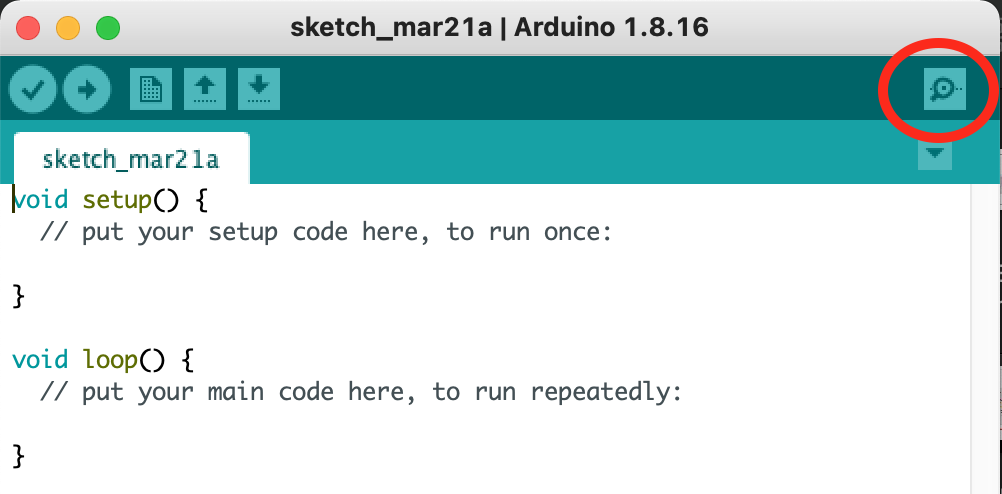 sketch_mar21a | Arduino 1.8.16
sketch_mar21a
void setup() {
  // put your setup code here, to run once:
}
void loop() {
  // put your main code here, to run repeatedly:
}